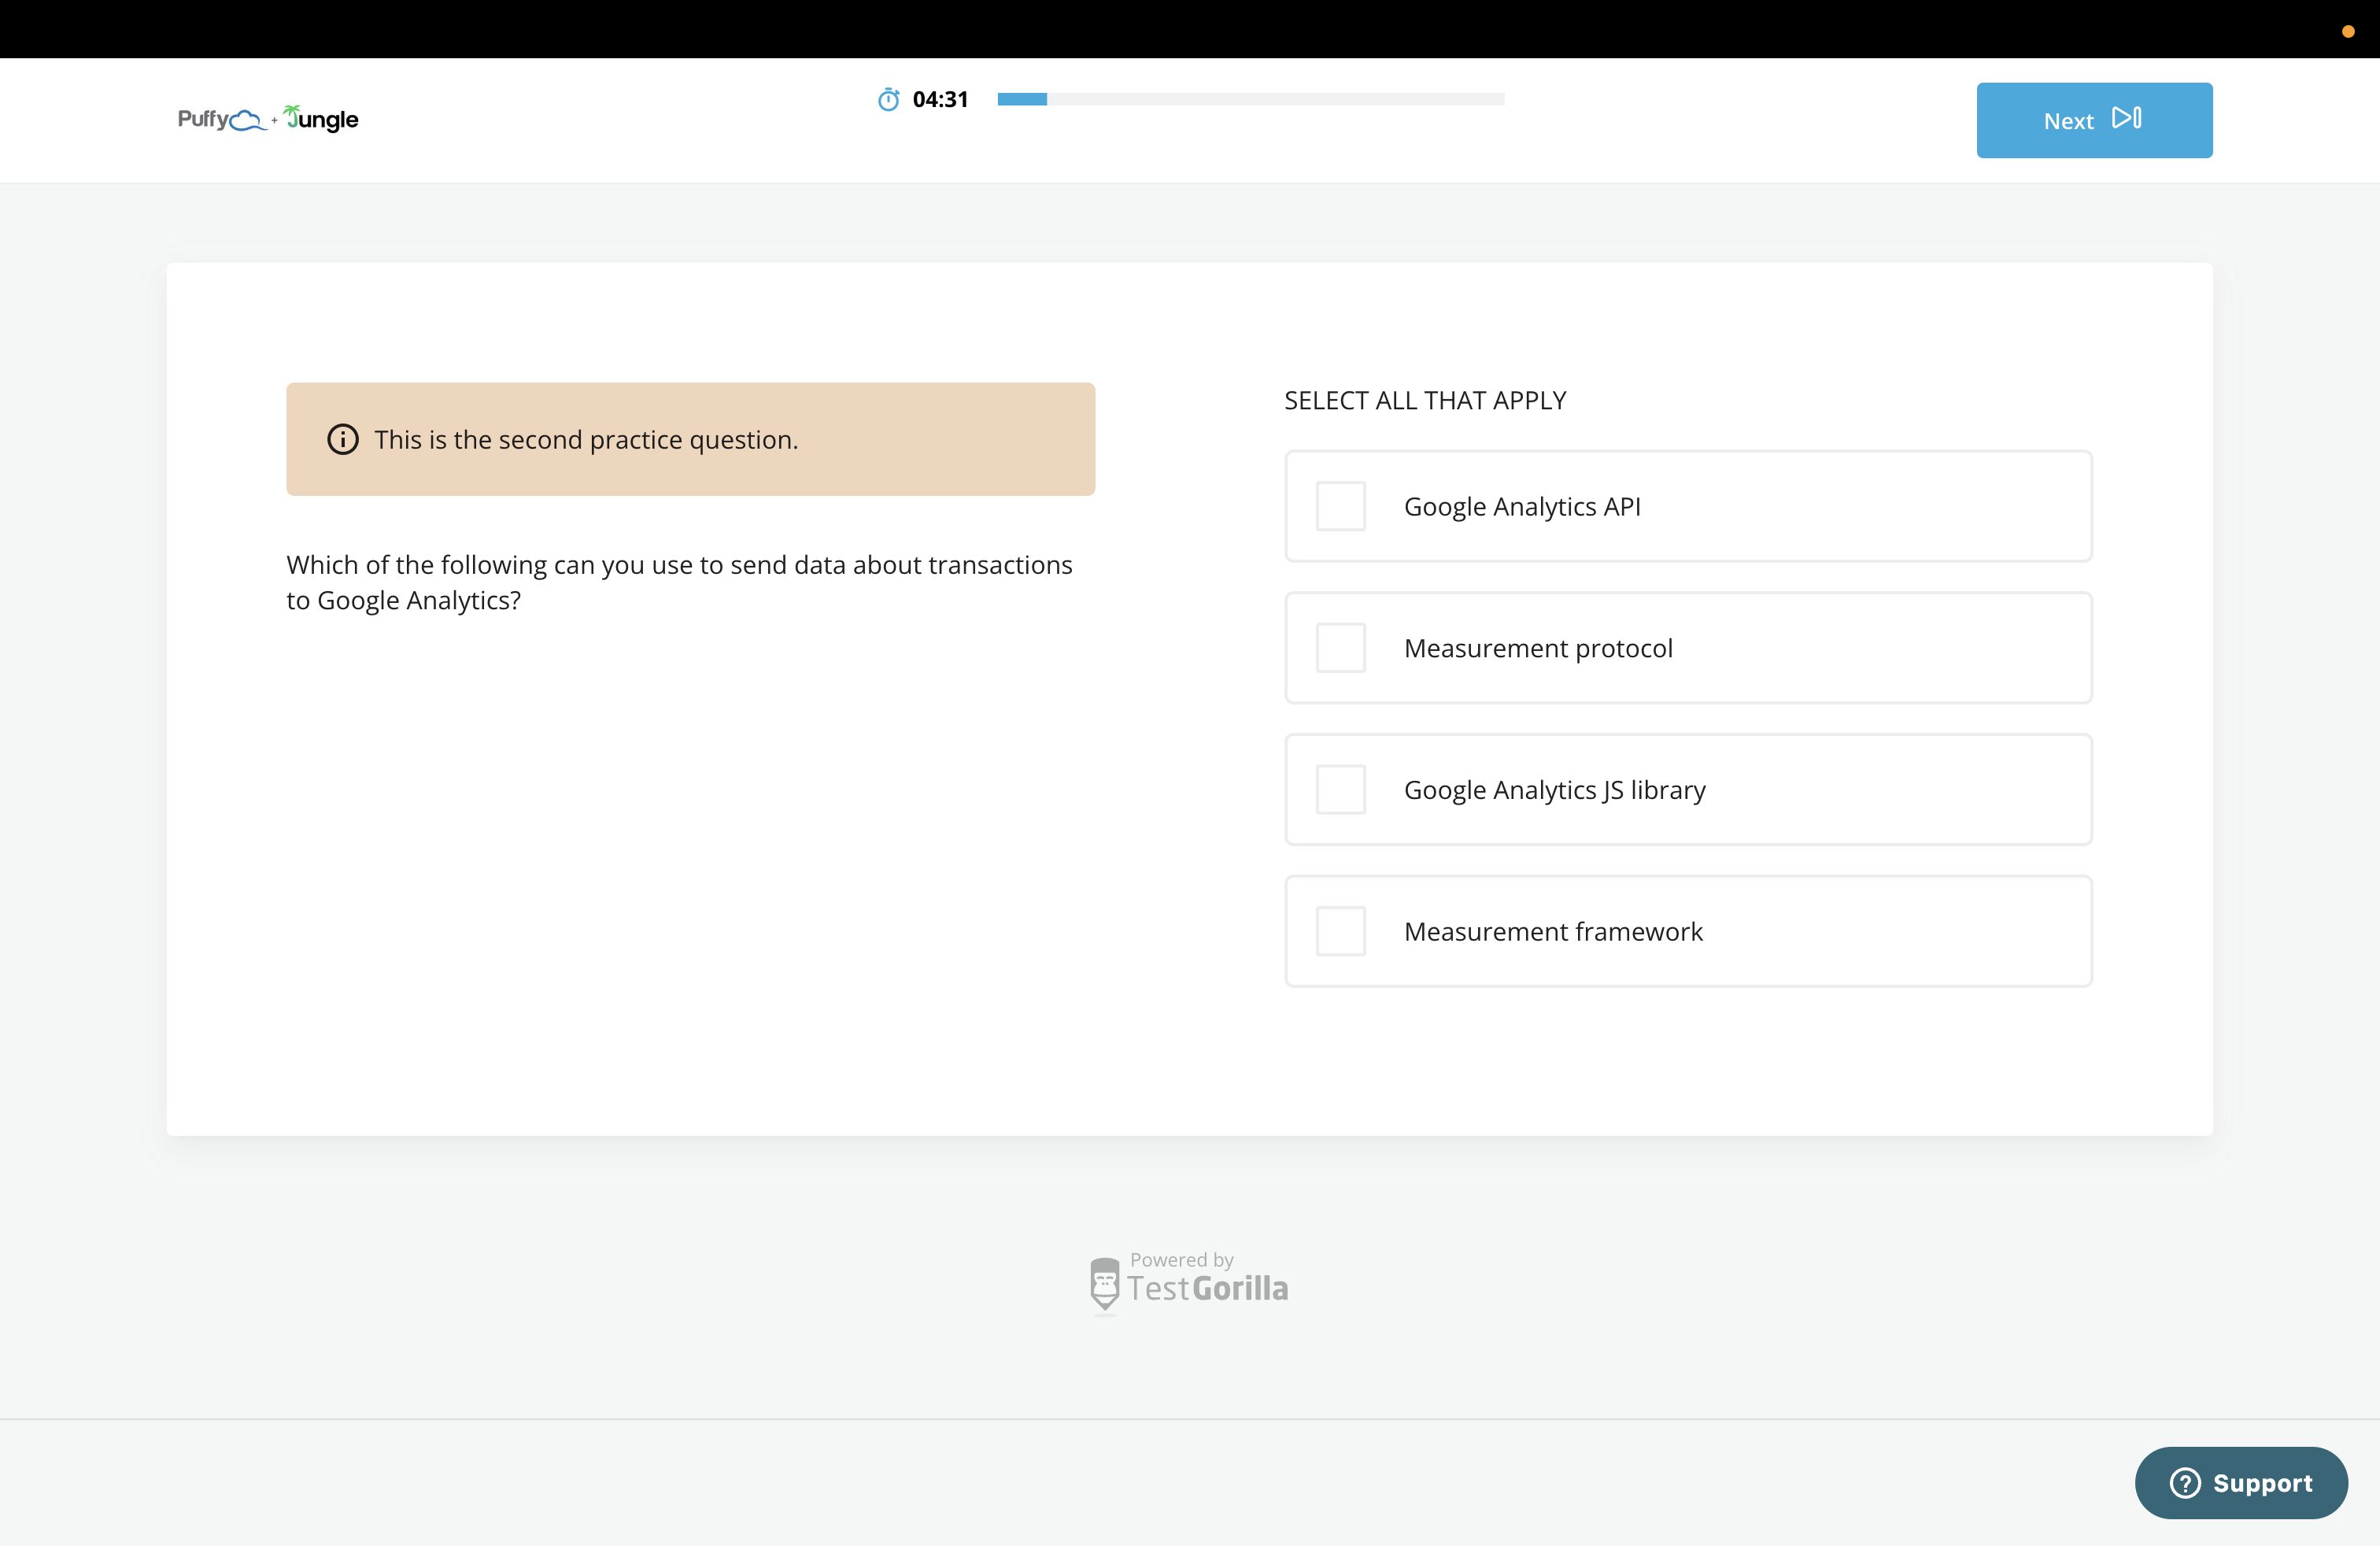 Puffy + Jungle
04:31
Next
This is the second practice question.
Which of the following can you use to send data about transactions
to Google Analytics?
SELECT ALL THAT APPLY
Google Analytics API
Measurement protocol
Google Analytics JS library
Measurement framework
Powered by
TestGorilla
Support